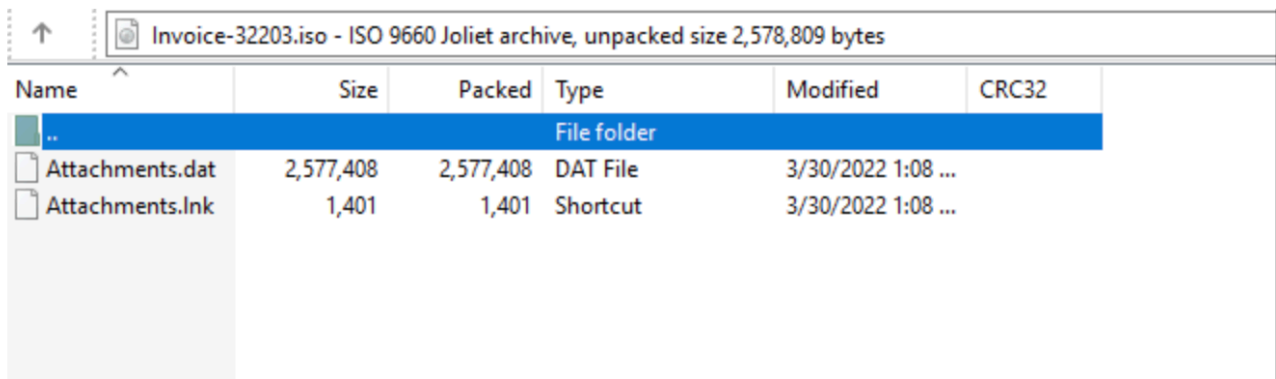 Invoice-32203.iso - ISO 9660 Joliet archive, unpacked size 2,578,809 bytes
Name Size Packed Type Modified CRC32
.. File folder
Attachments.dat 2,577,408 2,577,408 DAT File 3/30/2022 1:08 ...
Attachments.lnk 1,401 1,401 Shortcut 3/30/2022 1:08 ...